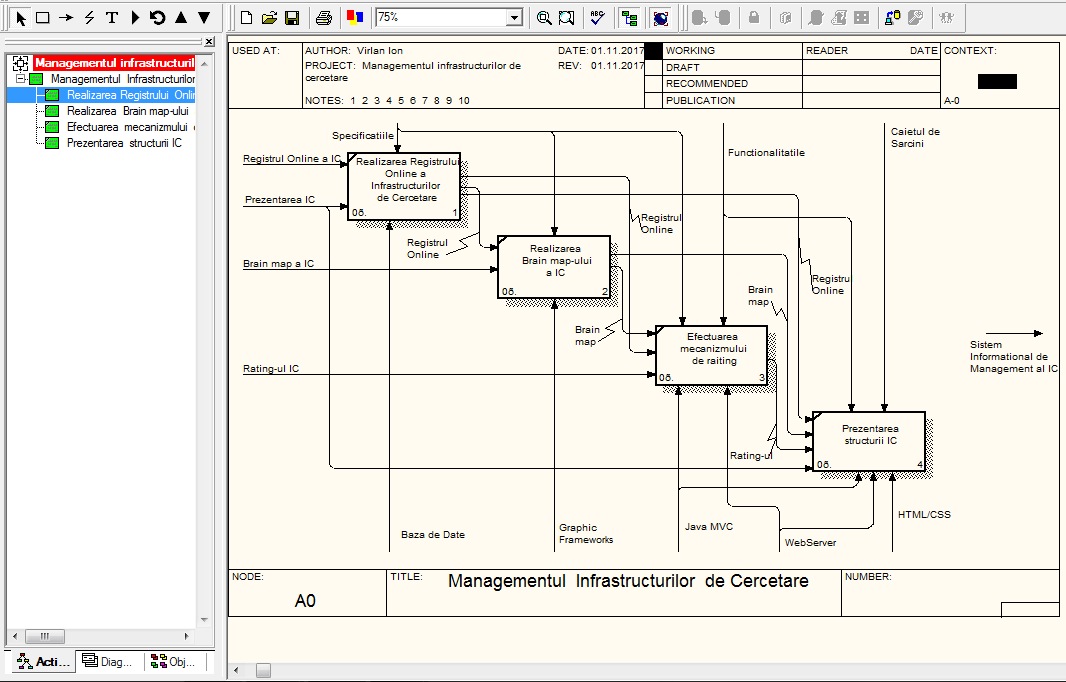 75%
ABC
Managementul infrastructuril
Managementul Infrastructurilor
Realizarea Registrului Onlin
Realizarea Brain map-ului
Efectuarea mecanizmului
Prezentarea structurii IC
Acti...
Diag...
Obj...
USED AT:
AUTHOR: Virlan Ion
DATE: 01.11.2017
PROJECT: Managementul infrastructurilor de
cercetare
REV: 01.11.2017
NOTES: 1 2 3 4 5 6 7 8 9 10
WORKING
DRAFT
RECOMMENDED
PUBLICATION
READER
DATE
CONTEXT:
A-0
Specificatiile
Functionalitatile
Caietul de
Sarcini
Registrul Online a IC
Prezentarea IC
Brain map a IC
Rating-ul IC
Realizarea Registrului
Online a
Infrastructurilor
de Cercetare
0б.
1
Registrul
Online
Realizarea
Brain map-ului
a IC
0б.
2
Registrul
Online
Brain
map
Efectuarea
mecanizmului
de raiting
0б.
3
Brain
map
Registru
Online
Rating-ul
Prezentarea
structurii IC
0б.
4
Sistem
Informational de
Management al IC
Baza de Date
Graphic
Frameworks
Java MVC
WebServer
HTML/CSS
NODE:
A0
TITLE:
Managementul Infrastructurilor de Cercetare
NUMBER: